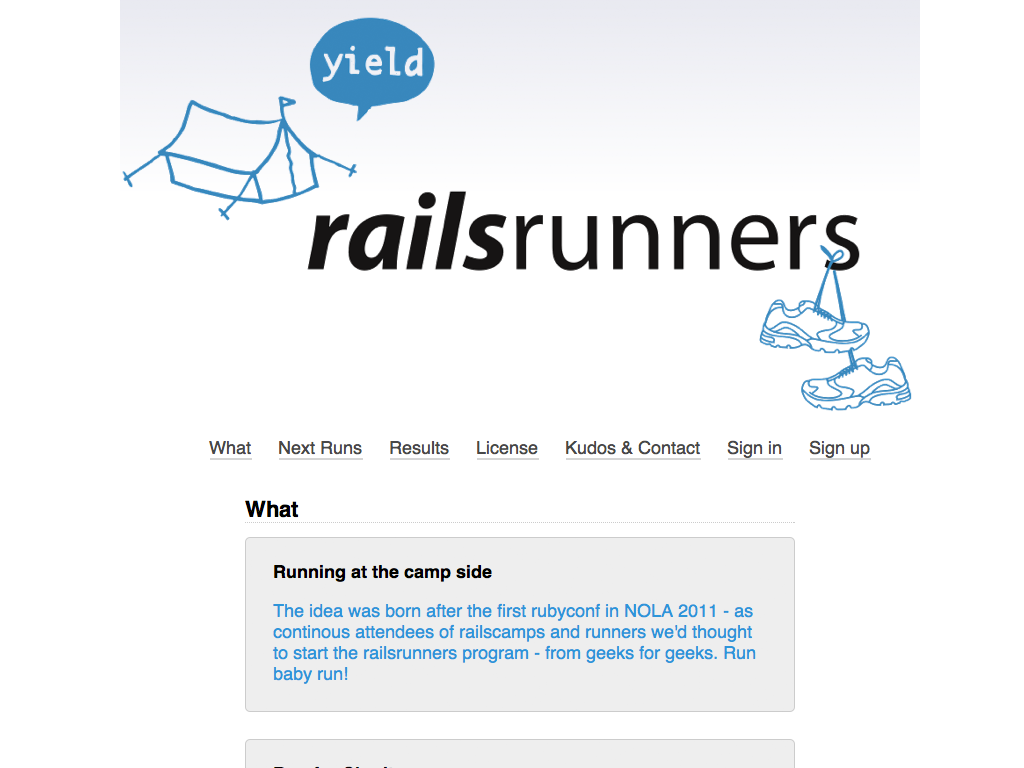 yield
railsrunners
What Next Runs Results License Kudos & Contact Sign in Sign up
What
Running at the camp side
The idea was born after the first rubyconf in NOLA 2011 - as
continous attendees of railscamps and runners we'd thought
to start the railsrunners program - from geeks for geeks. Run
baby run!